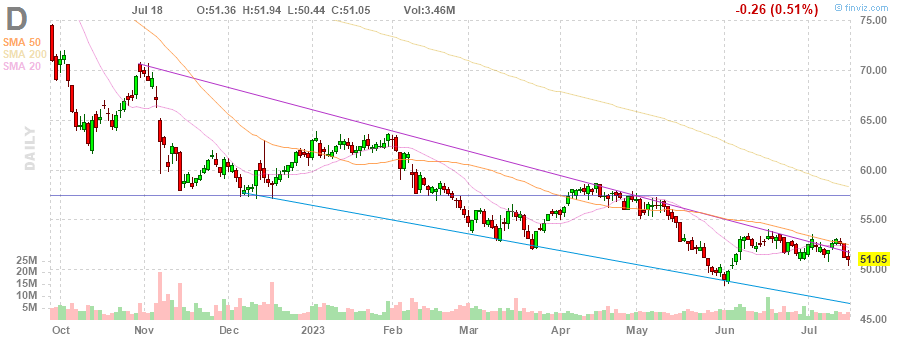 D
Jul 18 O:51.36 H:51.94 L:50.44 C:51.05 Vol:3.46M
-0.26 (0.51%)
@ finviz.com
SMA 50
SMA 200
SMA 20
DAILY
75.00
70.00
65.00
60.00
55.00
51.05
50.00
45.00
25M
20M
15M
10M
5M
Oct Nov Dec 2023 Feb Mar Apr May Jun Jul